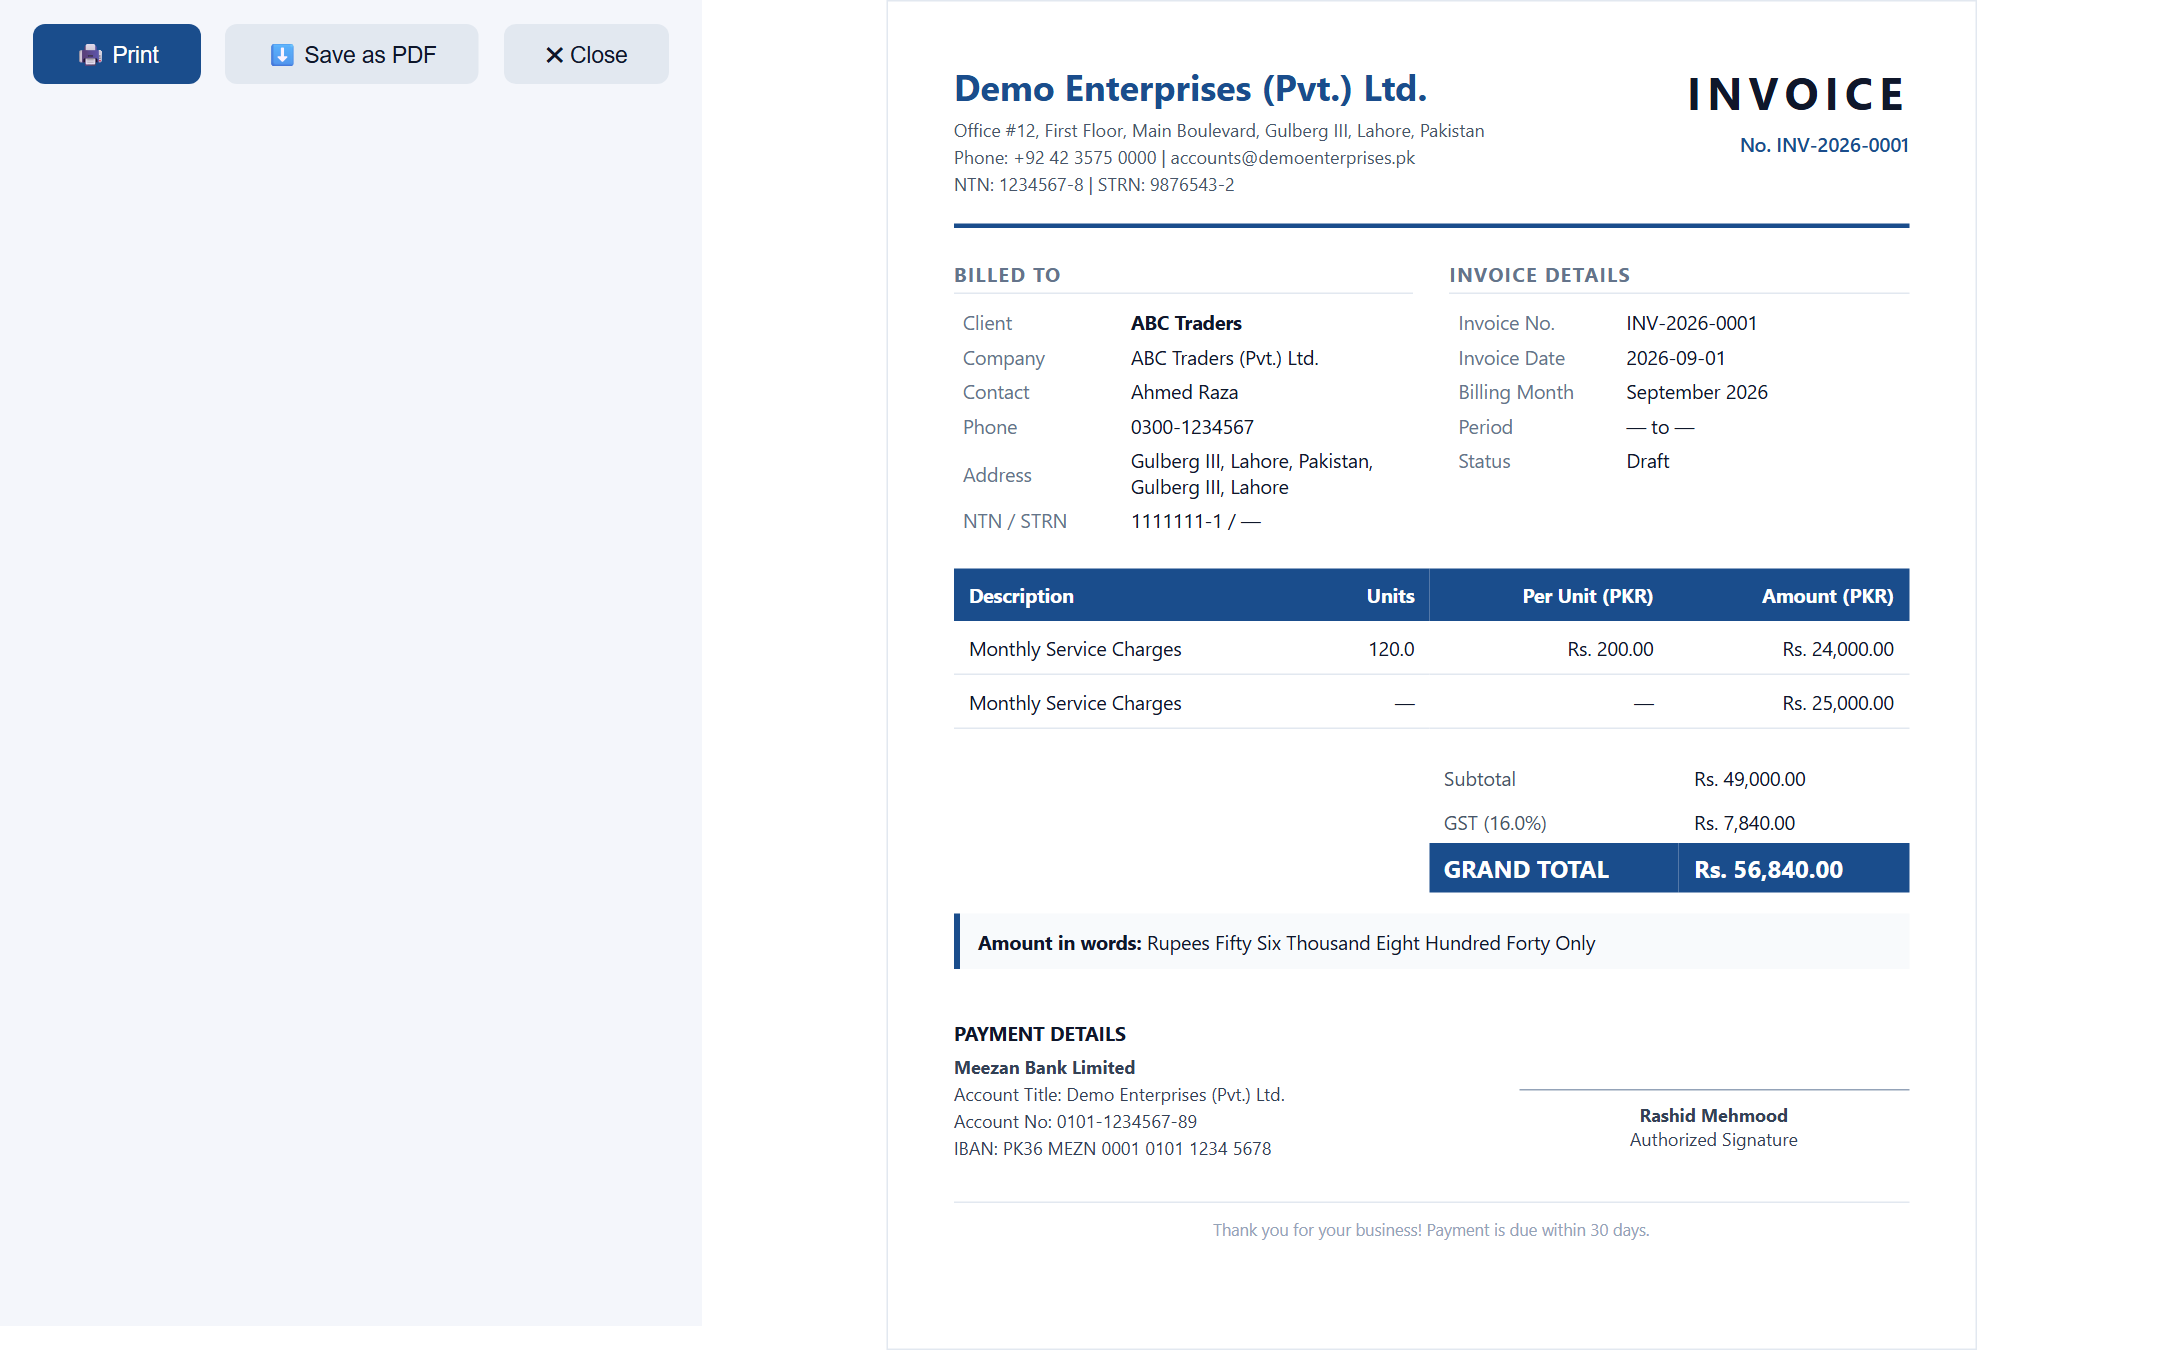 Print
Save as PDF
✕ Close
Demo Enterprises (Pvt.) Ltd.
Office #12, First Floor, Main Boulevard, Gulberg III, Lahore, Pakistan
Phone: +92 42 3575 0000 | accounts@demoenterprises.pk
NTN: 1234567-8 | STRN: 9876543-2
INVOICE
No. INV-2026-0001
BILLED TO
Client ABC Traders
Company ABC Traders (Pvt.) Ltd.
Contact Ahmed Raza
Phone 0300-1234567
Address Gulberg III, Lahore, Pakistan,
Gulberg III, Lahore
NTN / STRN 1111111-1 / —
INVOICE DETAILS
Invoice No. INV-2026-0001
Invoice Date 2026-09-01
Billing Month September 2026
Period — to —
Status Draft
Description Units Per Unit (PKR) Amount (PKR)
Monthly Service Charges 120.0 Rs. 200.00 Rs. 24,000.00
Monthly Service Charges — — Rs. 25,000.00
Subtotal Rs. 49,000.00
GST (16.0%) Rs. 7,840.00
GRAND TOTAL Rs. 56,840.00
Amount in words: Rupees Fifty Six Thousand Eight Hundred Forty Only
PAYMENT DETAILS
Meezan Bank Limited
Account Title: Demo Enterprises (Pvt.) Ltd.
Account No: 0101-1234567-89
IBAN: PK36 MEZN 0001 0101 1234 5678
Rashid Mehmood
Authorized Signature
Thank you for your business! Payment is due within 30 days.